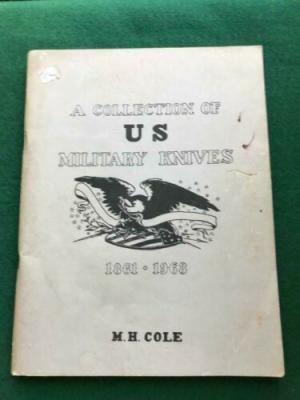 A COLLECTION OF
US
MILITARY KNIVES
1861 • 1968
M.H. COLE